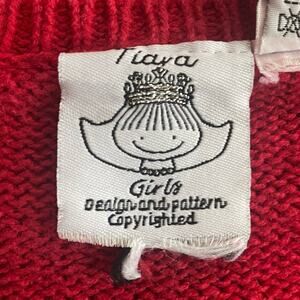 Tiara
Girls
Design and pattern
Copyrighted